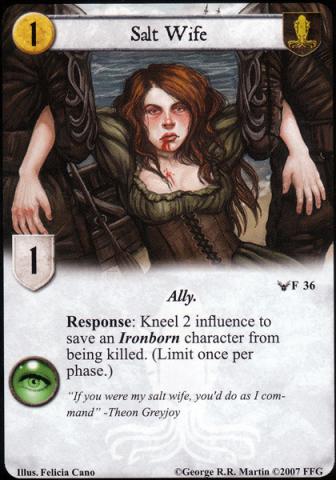 1
Salt Wife
1
F 36
Ally.
Response: Kneel 2 influence to
save an Ironborn character from
being killed. (Limit once per
phase.)
"If you were my salt wife, you'd do as I com-
mand" -Theon Greyjoy
Illus. Felicia Cano
©George R.R. Martin ©2007 FFG